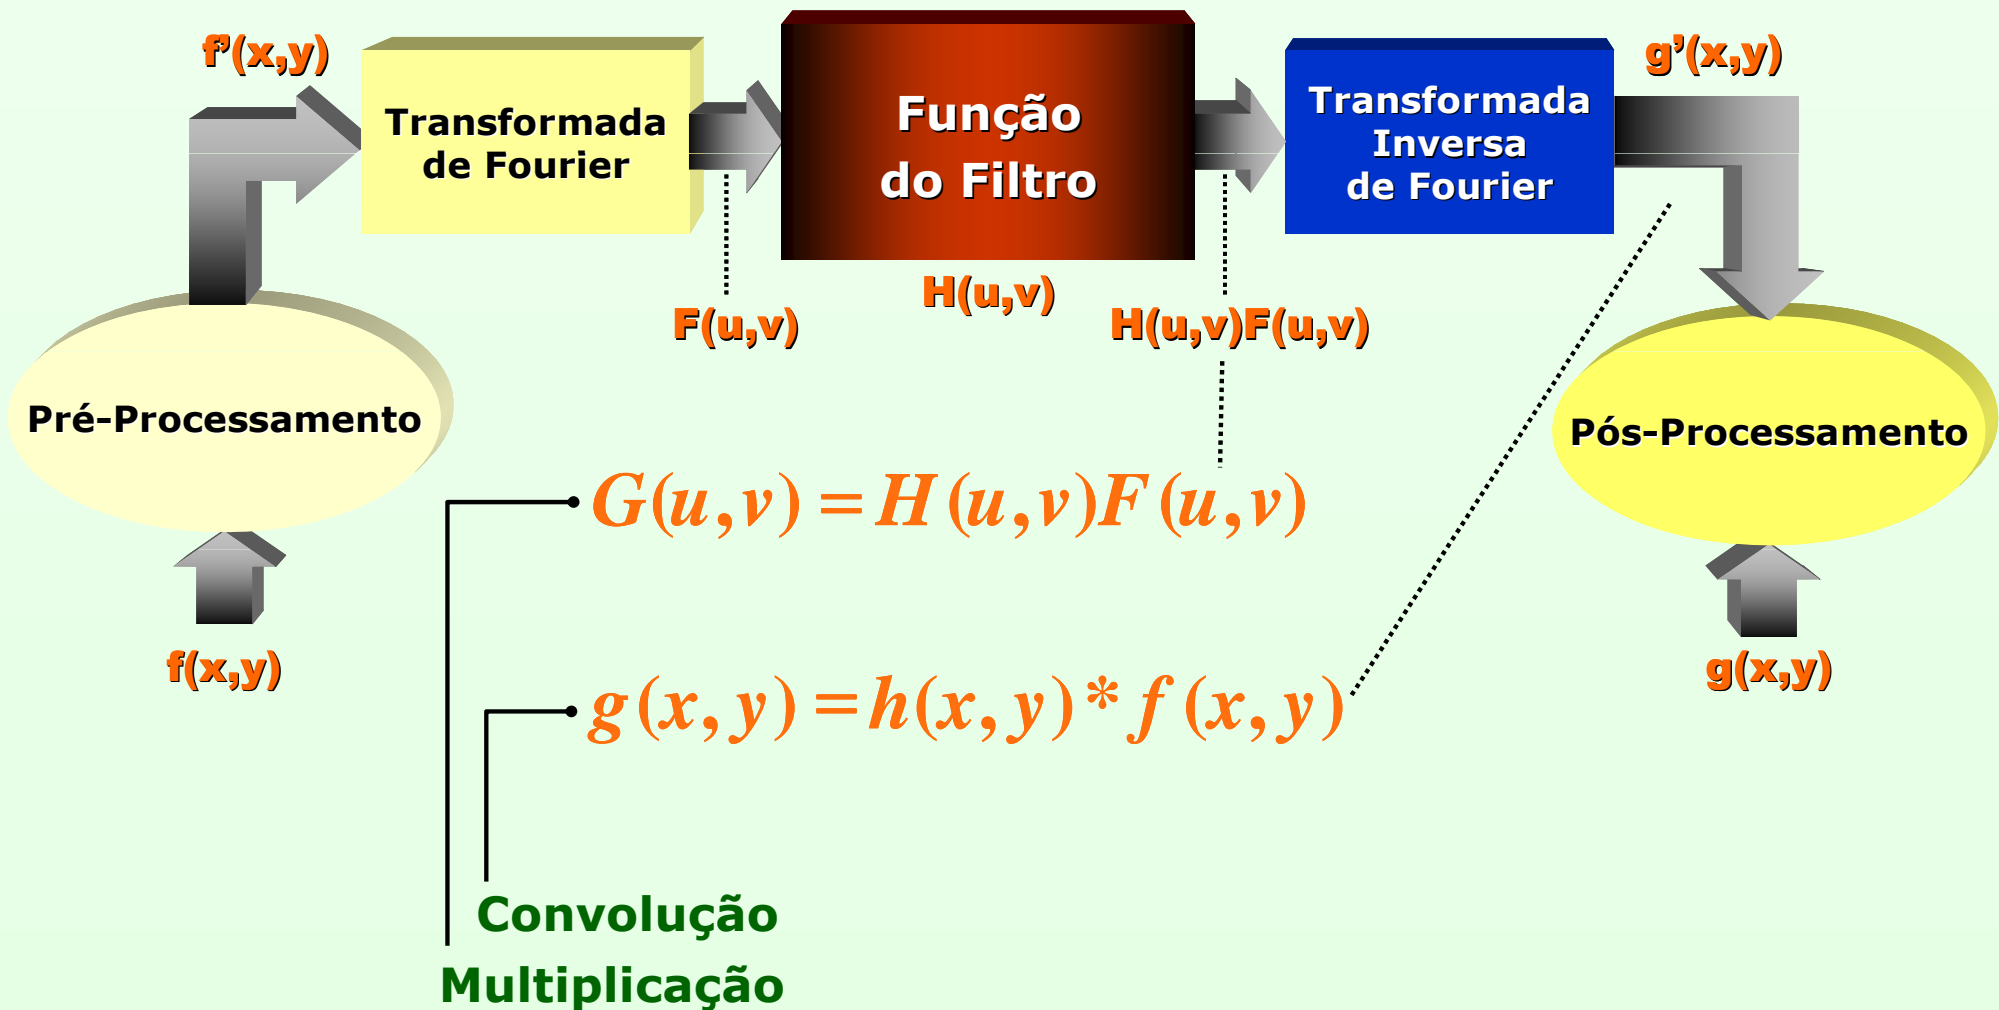 f’(x,y)
Transformada
de Fourier
Função
do Filtro
Transformada
Inversa
de Fourier
g’(x,y)
F(u,v)
H(u,v)
H(u,v)F(u,v)
Pré-Processamento
Pós-Processamento
G(u,v) = H(u,v)F(u,v)
f(x,y)
g(x,y)
g(x,y) = h(x,y) * f(x,y)
Convolução
Multiplicação